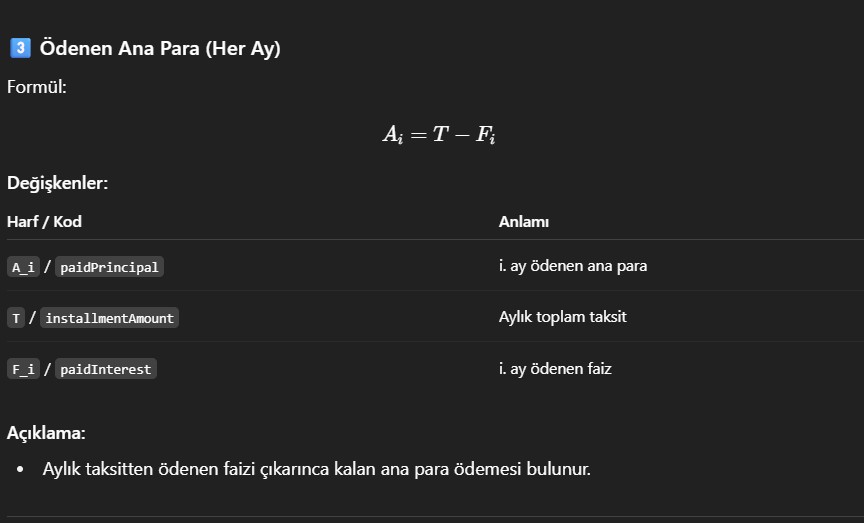 3 Ödenen Ana Para (Her Ay)
Formül:
A_i = T − F_i
Değişkenler:
Harf / Kod Anlamı
A_i / paidPrincipal i. ay ödenen ana para
T / installmentAmount Aylık toplam taksit
F_i / paidInterest i. ay ödenen faiz
Açıklama:
• Aylık taksitten ödenen faizi çıkarınca kalan ana para ödemesi bulunur.